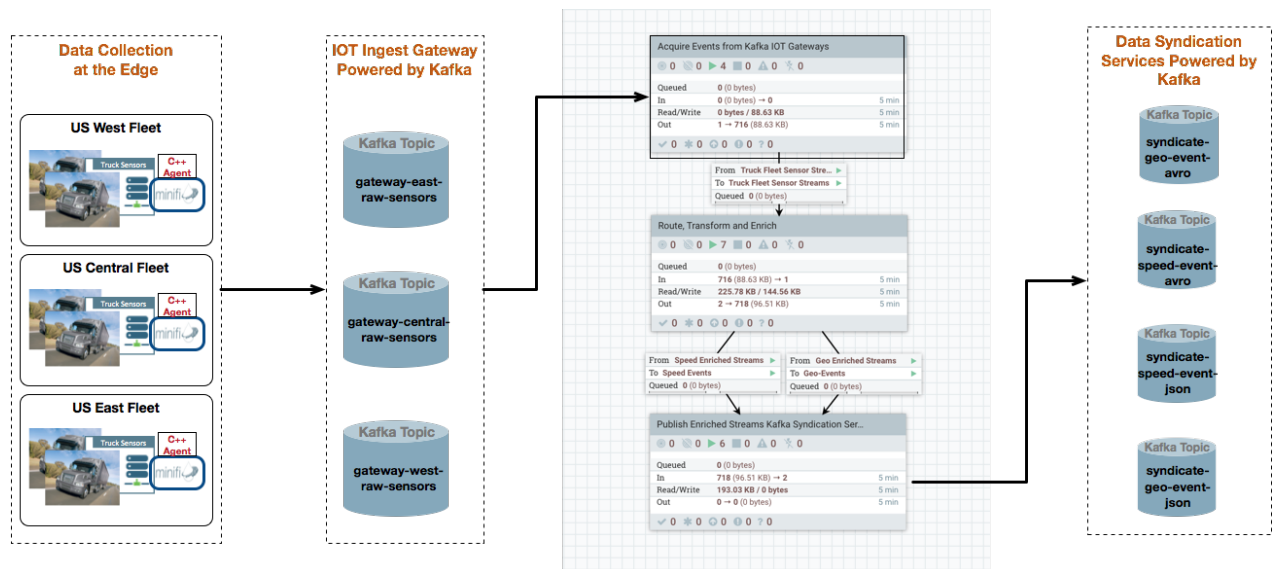 Data Collection
at the Edge
US West Fleet
Truck Sensors
C++
Agent
minifi
US Central Fleet
Truck Sensors
C++
Agent
minifi
US East Fleet
Truck Sensors
C++
Agent
minifi
IOT Ingest Gateway
Powered by Kafka
Kafka Topic
gateway-east-
raw-sensors
Kafka Topic
gateway-central-
raw-sensors
Kafka Topic
gateway-west-
raw-sensors
Acquire Events from Kafka IOT Gateways
0 0 4 0 0 0
Queued 0 (0 bytes)
In 0 (0 bytes) → 0 5 min
Read/Write 0 bytes / 88.63 KB 5 min
Out 1 → 716 (88.63 KB) 5 min
0 0 0 0 ? 0
From Truck Fleet Sensor Stre...
To Truck Fleet Sensor Streams
Queued 0 (0 bytes)
Route, Transform and Enrich
0 0 7 0 0 0
Queued 0 (0 bytes)
In 716 (88.63 KB) → 1 5 min
Read/Write 225.78 KB / 144.56 KB 5 min
Out 2 → 718 (96.51 KB) 5 min
0 0 0 0 ? 0
From Speed Enriched Streams
To Speed Events
Queued 0 (0 bytes)
From Geo Enriched Streams
To Geo-Events
Queued 0 (0 bytes)
Publish Enriched Streams Kafka Syndication Ser...
0 0 6 0 0 0
Queued 0 (0 bytes)
In 718 (96.51 KB) → 2 5 min
Read/Write 193.03 KB / 0 bytes 5 min
Out 0 → 0 (0 bytes) 5 min
0 0 0 0 ? 0
Data Syndication
Services Powered by
Kafka
Kafka Topic
syndicate-
geo-event-
avro
Kafka Topic
syndicate-
speed-event-
avro
Kafka Topic
syndicate-
speed-event-
json
Kafka Topic
syndicate-
geo-event-
json